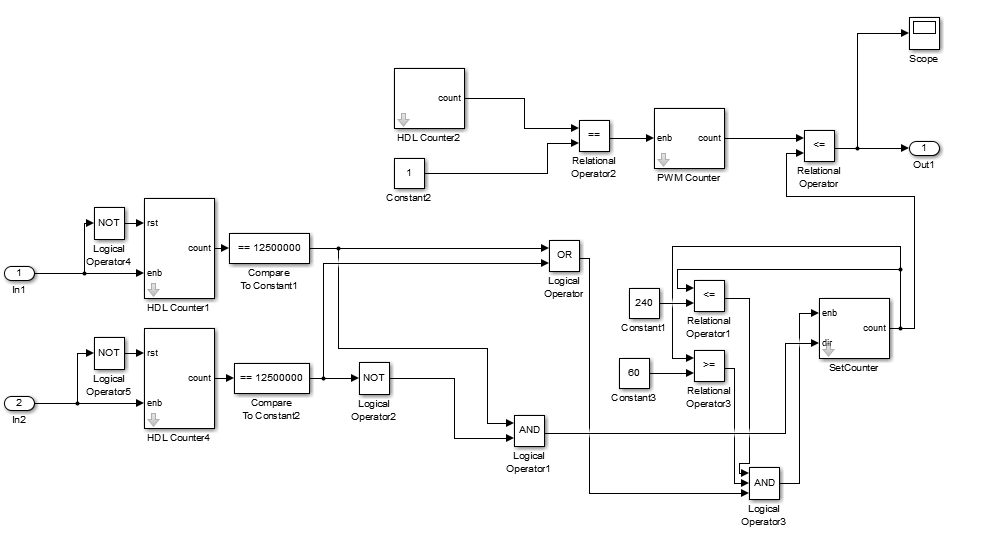 Scope
count
HDL Counter2
1
Constant2
==
Relational
Operator2
enb
count
PWM Counter
<=
Relational
Operator
1
Out1
1
In1
NOT
Logical
Operator4
rst
count
enb
HDL Counter1
== 12500000
Compare
To Constant1
OR
Logical
Operator
240
Constant1
<=
Relational
Operator1
enb
count
dir
SetCounter
2
In2
NOT
Logical
Operator5
rst
count
enb
HDL Counter4
== 12500000
Compare
To Constant2
NOT
Logical
Operator2
60
Constant3
>=
Relational
Operator3
AND
Logical
Operator1
AND
Logical
Operator3